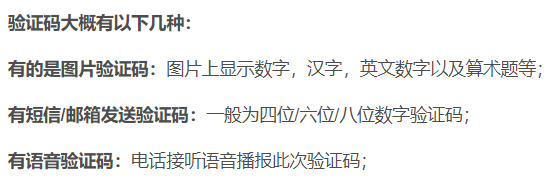 验证码大概有以下几种：
有的是图片验证码：图片上显示数字，汉字，英文数字以及算术题等；
有短信/邮箱发送验证码：一般为四位/六位/八位数字验证码；
有语音验证码：电话接听语音播报此次验证码；